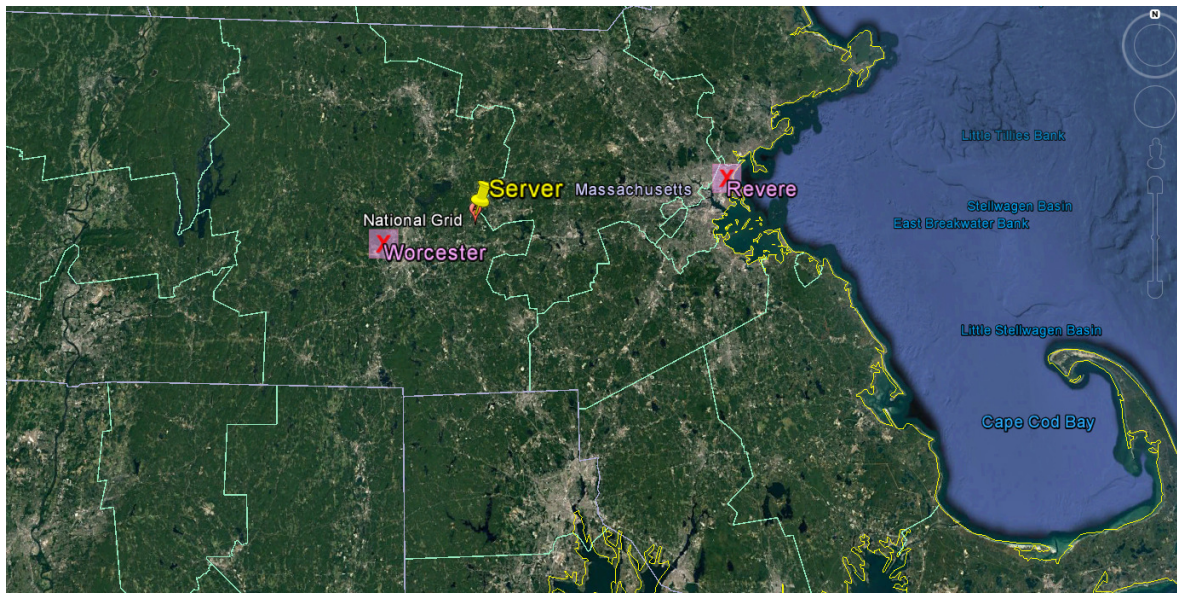 N
Little Tillies Bank
Server
Massachusetts
X
Revere
Stellwagen Basin
National Grid
East Breakwater Bank
X
Worcester
Little Stellwagen Basin
Cape Cod Bay